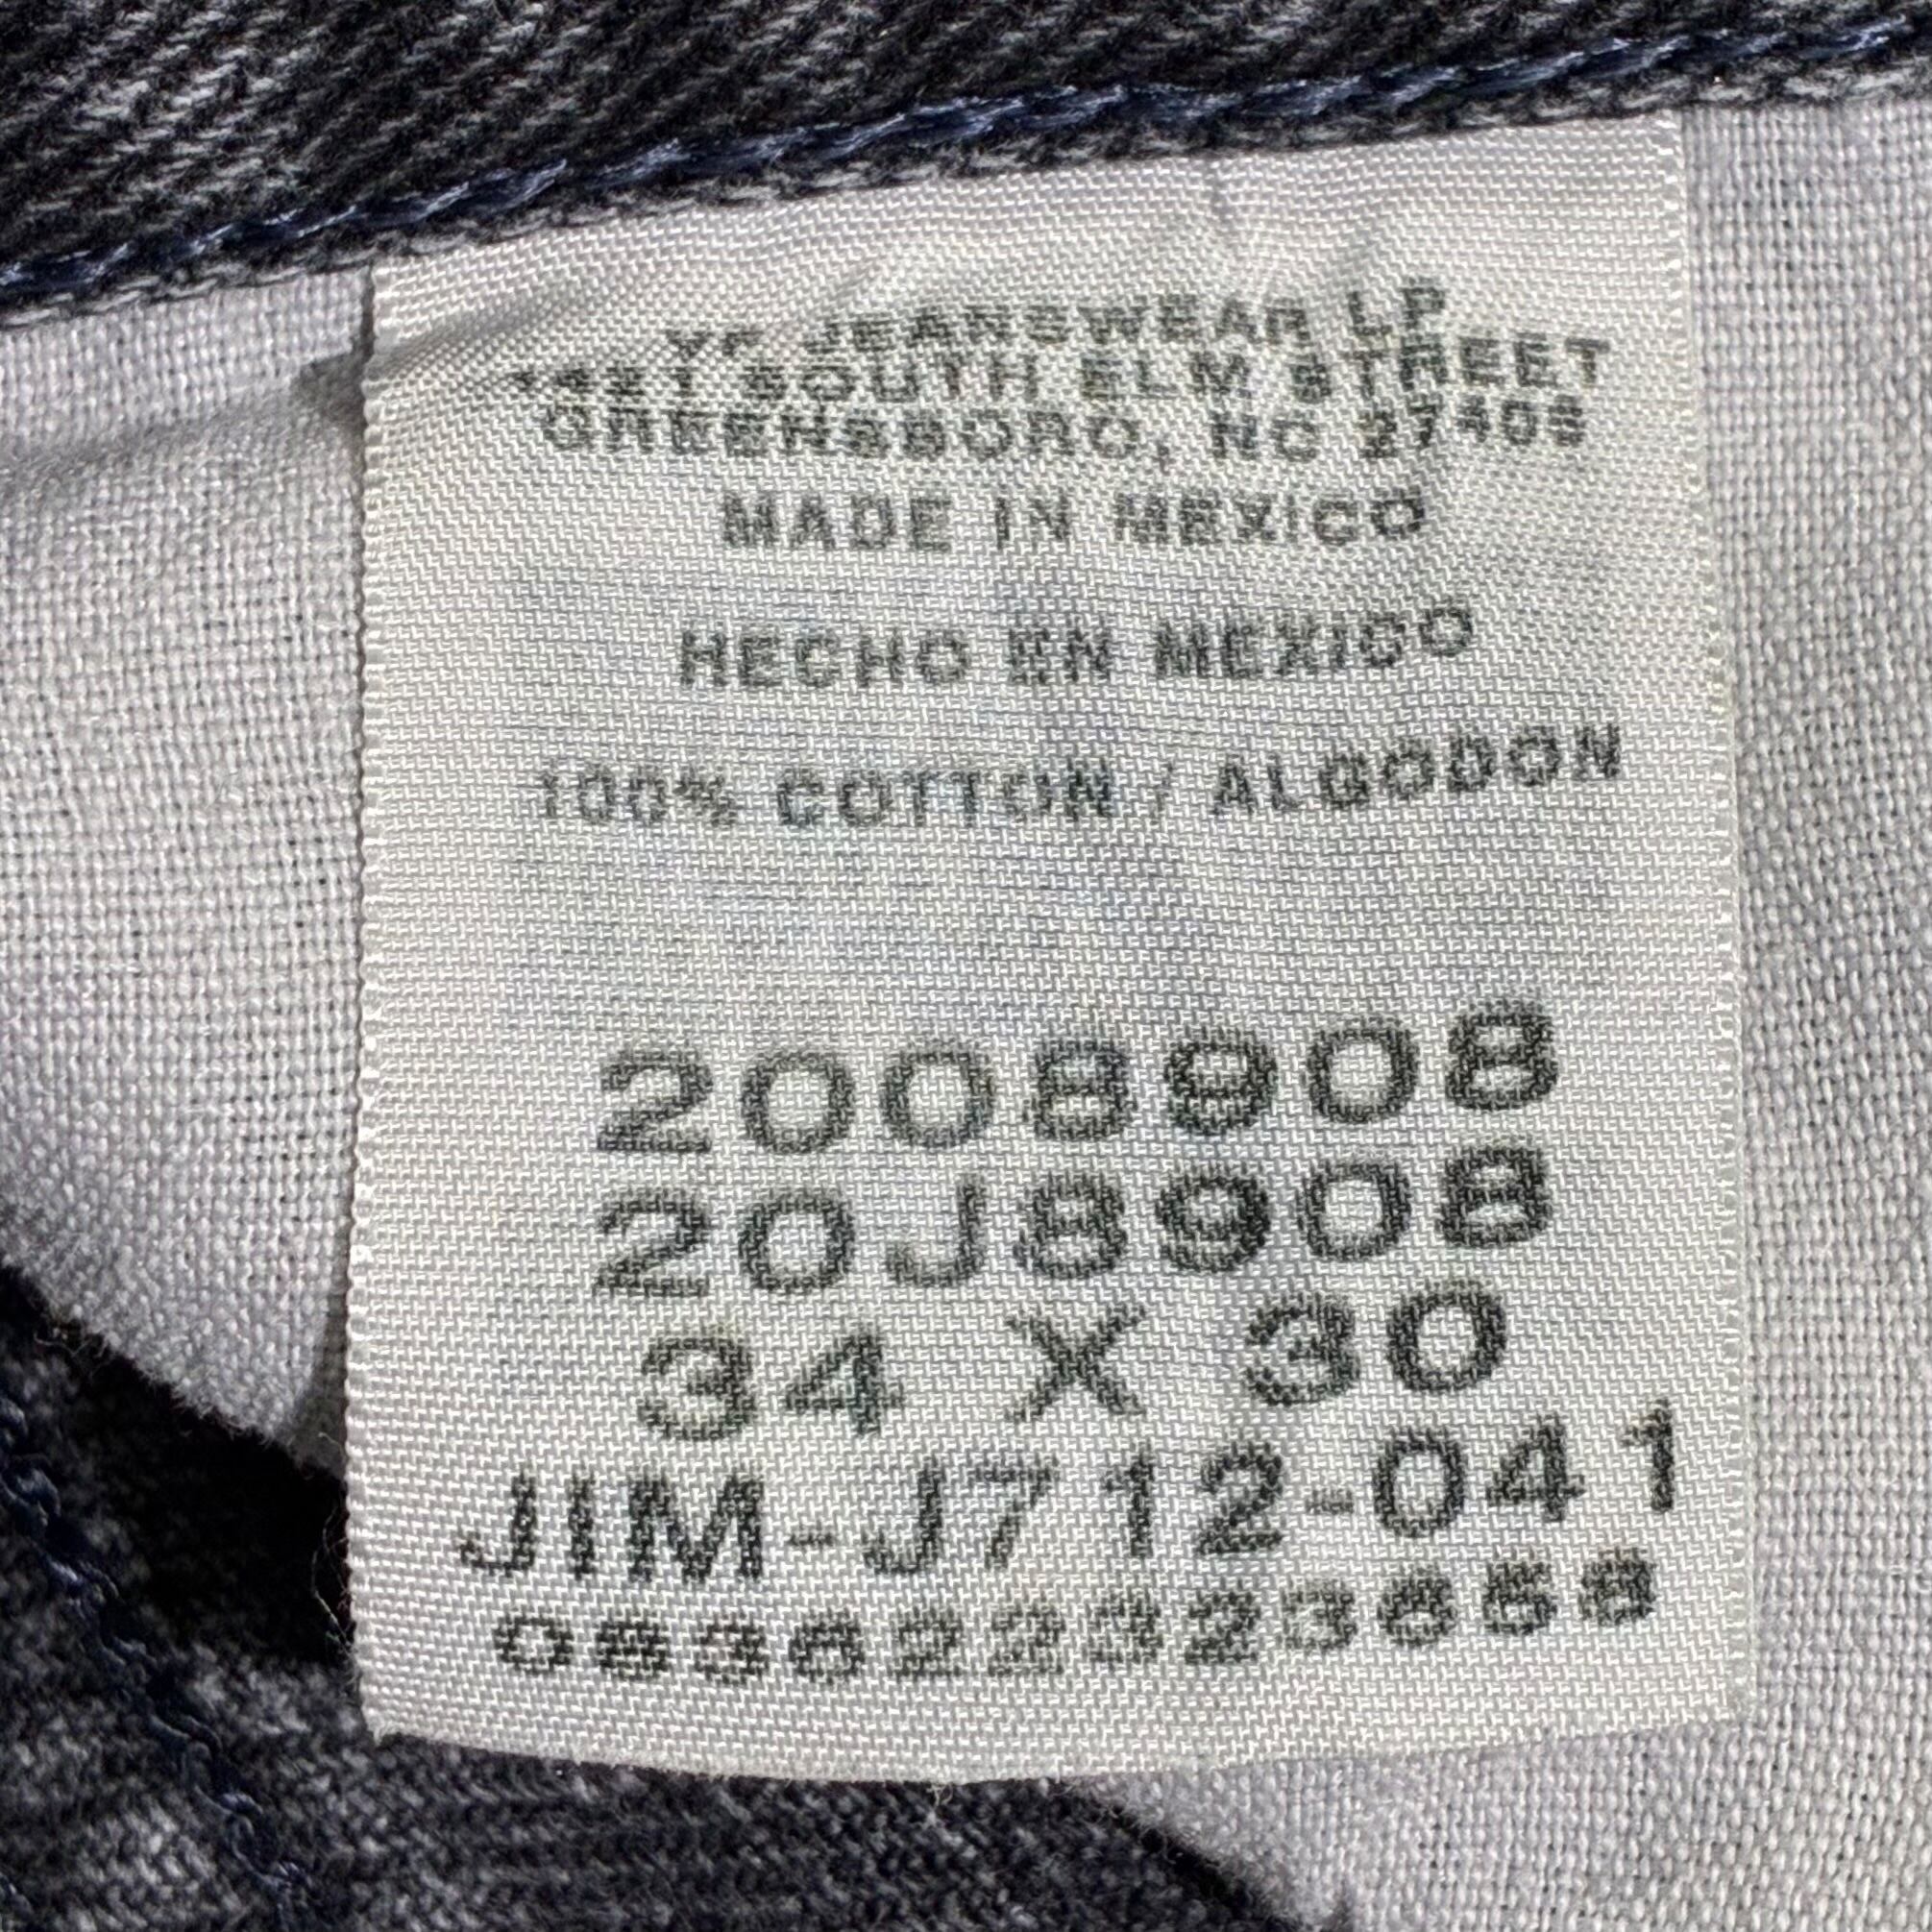 VF JEANSWEAR LP
1421 SOUTH ELM STREET
GREENSBORO, NC 27406
MADE IN MEXICO
HECHO EN MEXICO
100% COTTON / ALGODON
2008908
20J8908
34 X 30
JIM-J712-041